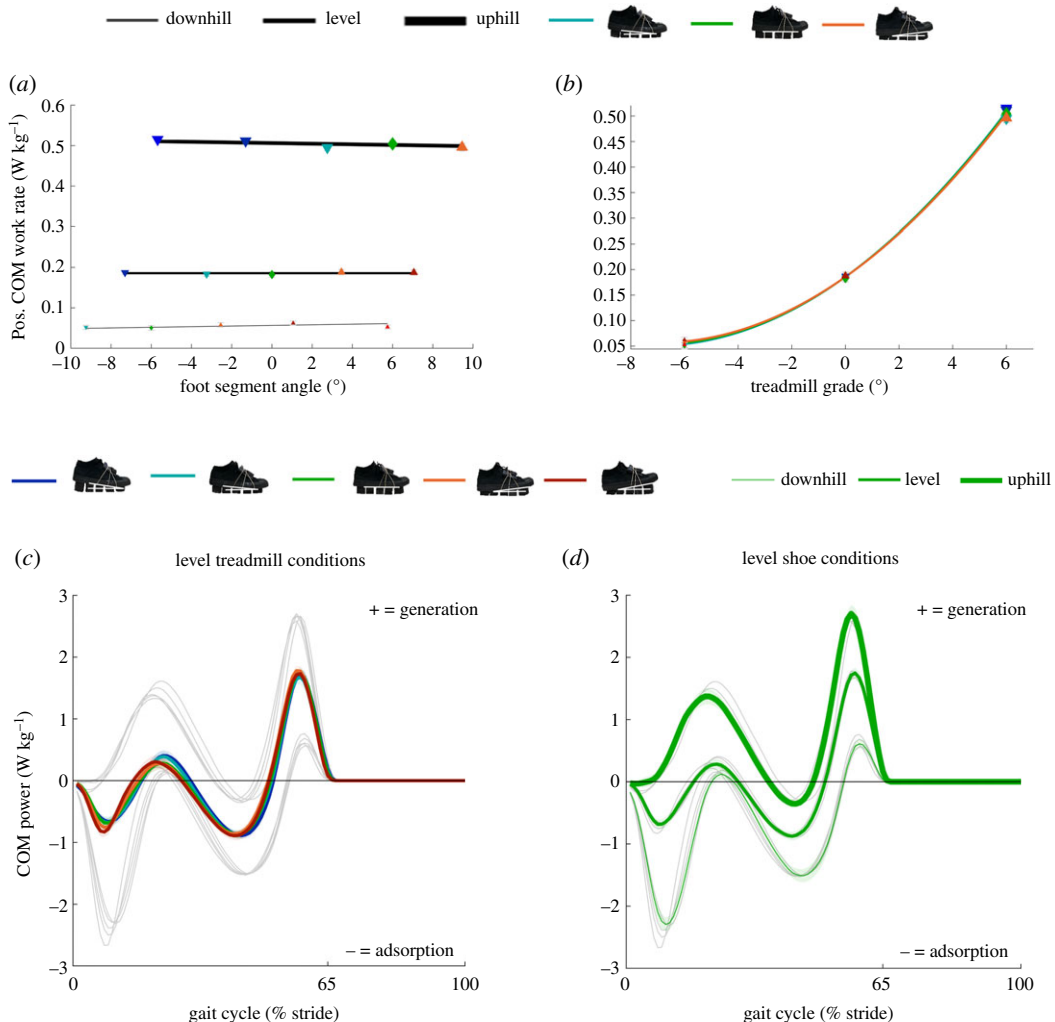 downhill level uphill
(a) (b)
Pos. COM work rate (W kg–1)
0.6
0.5
0.4
0.3
0.2
0.1
0
–10 –8 –6 –4 –2 0 2 4 6 8 10
foot segment angle (°)
0.50
0.45
0.40
0.35
0.30
0.25
0.20
0.15
0.10
0.05
–8 –6 –4 –2 0 2 4 6
treadmill grade (°)
downhill level uphill
(c) level treadmill conditions
(d) level shoe conditions
COM power (W kg–1)
3
2
1
0
–1
–2
–3
+ = generation
– = adsorption
0 65 100
gait cycle (% stride)
3
2
1
0
–1
–2
–3
+ = generation
– = adsorption
0 65 100
gait cycle (% stride)